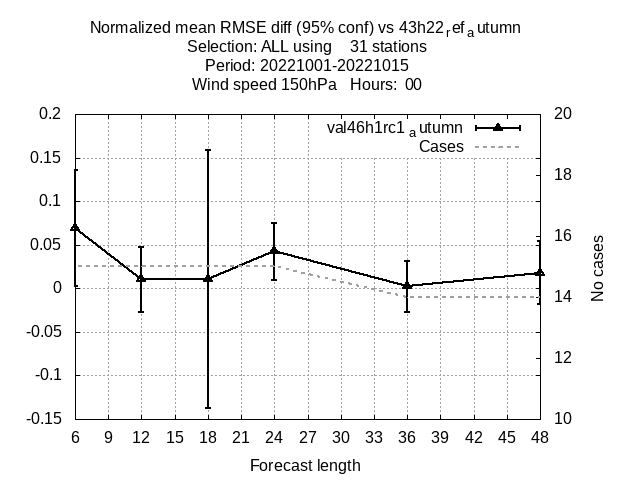 Normalized mean RMSE diff (95% conf) vs 43h22refautumn
Selection: ALL using 31 stations
Period: 20221001-20221015
Wind speed 150hPa Hours: 00
val46h1rc1autumn
Cases
0.2
0.15
0.1
0.05
0
-0.05
-0.1
-0.15
20
18
16
14
12
10
No cases
6 9 12 15 18 21 24 27 30 33 36 39 42 45 48
Forecast length